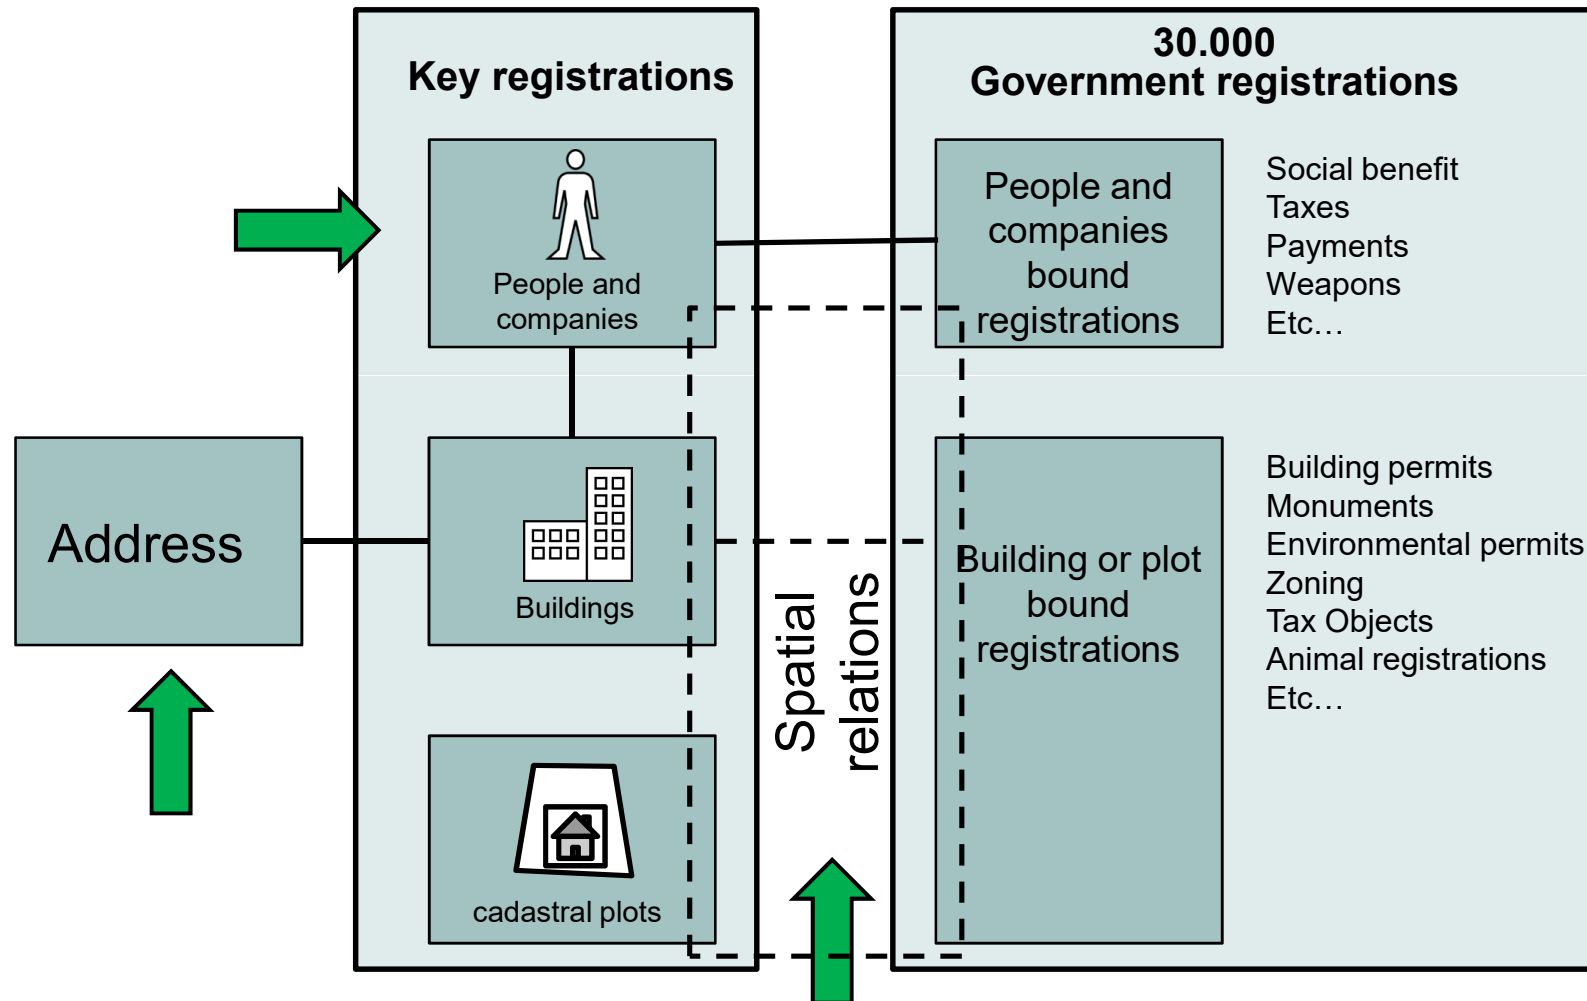 Key registrations
30.000
Government registrations
People and
companies
People and
companies
bound
registrations
Social benefit
Taxes
Payments
Weapons
Etc…
Address
Buildings
Spatial
relations
Building or plot
bound
registrations
Building permits
Monuments
Environmental permits
Zoning
Tax Objects
Animal registrations
Etc…
cadastral plots